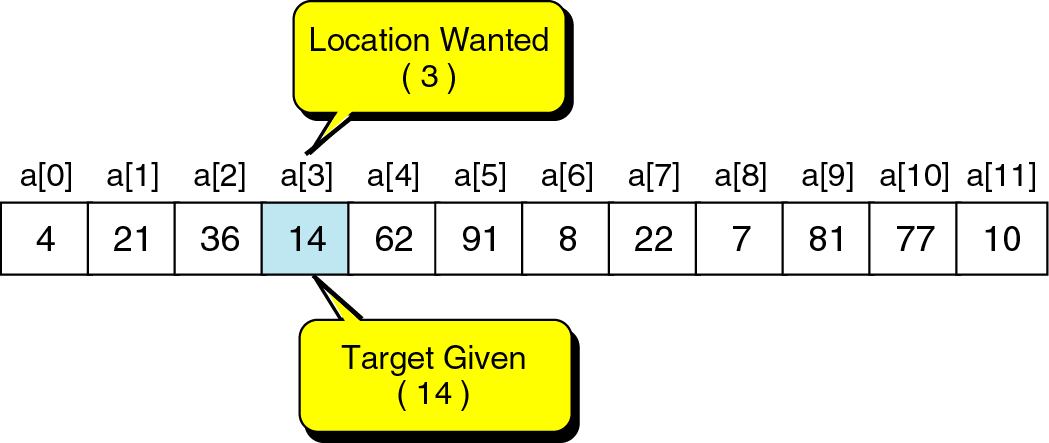 Location Wanted
( 3 )
a[0] a[1] a[2] a[3] a[4] a[5] a[6] a[7] a[8] a[9] a[10] a[11]
4 21 36 14 62 91 8 22 7 81 77 10
Target Given
( 14 )